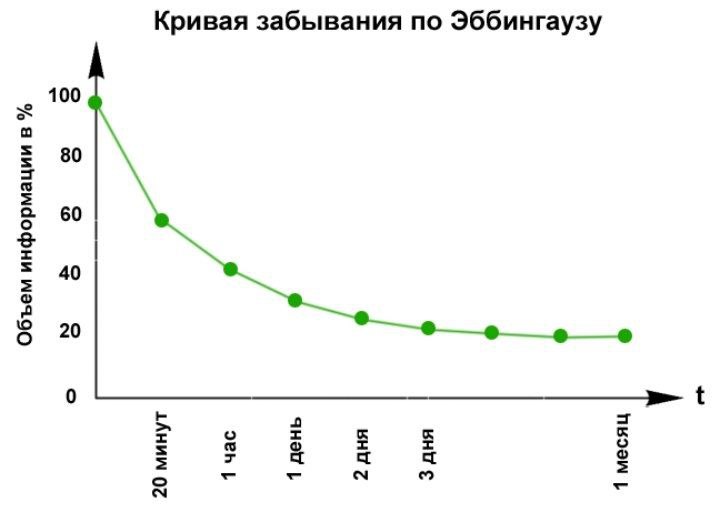 Кривая забывания по Эббингаузу
Объем информации в %
100
80
60
40
20
0
20 минут
1 час
1 день
2 дня
3 дня
1 месяц
t